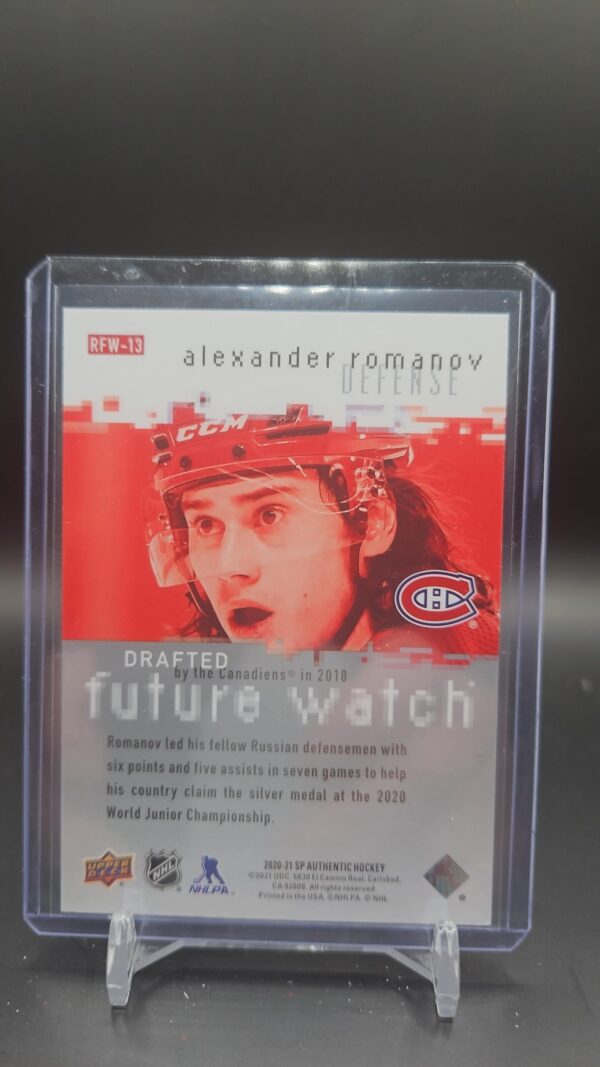 RFW-13
alexander romanov
DEFENSE
CCM
DRAFTED
by the Canadiens® in 2018
future watch
Romanov led his fellow Russian defensemen with
six points and five assists in seven games to help
his country claim the silver medal at the 2020
World Junior Championship.
UPPER DECK
NHL
NHLPA
2020-21 SP AUTHENTIC HOCKEY
©2021 UDC. 5830 El Camino Real, Carlsbad,
CA 92008. All rights reserved.
Printed in the USA. ©NHLPA ©NHL